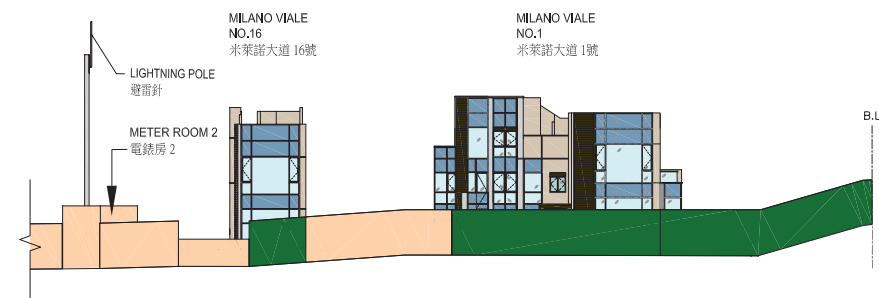 MILANO VIALE
NO.16
米萊諾大道 16號
MILANO VIALE
NO.1
米萊諾大道 1號
LIGHTNING POLE
避雷針
METER ROOM 2
電錶房 2
B.L